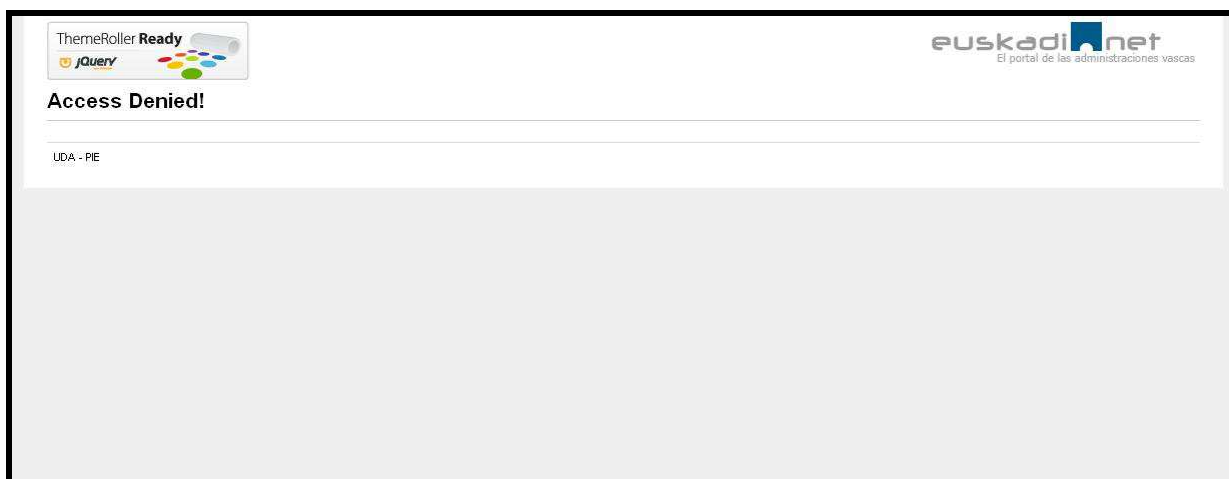 ThemeRoller Ready
jQuery
euskadi.net
El portal de las administraciones vascas
Access Denied!
UDA - PIE